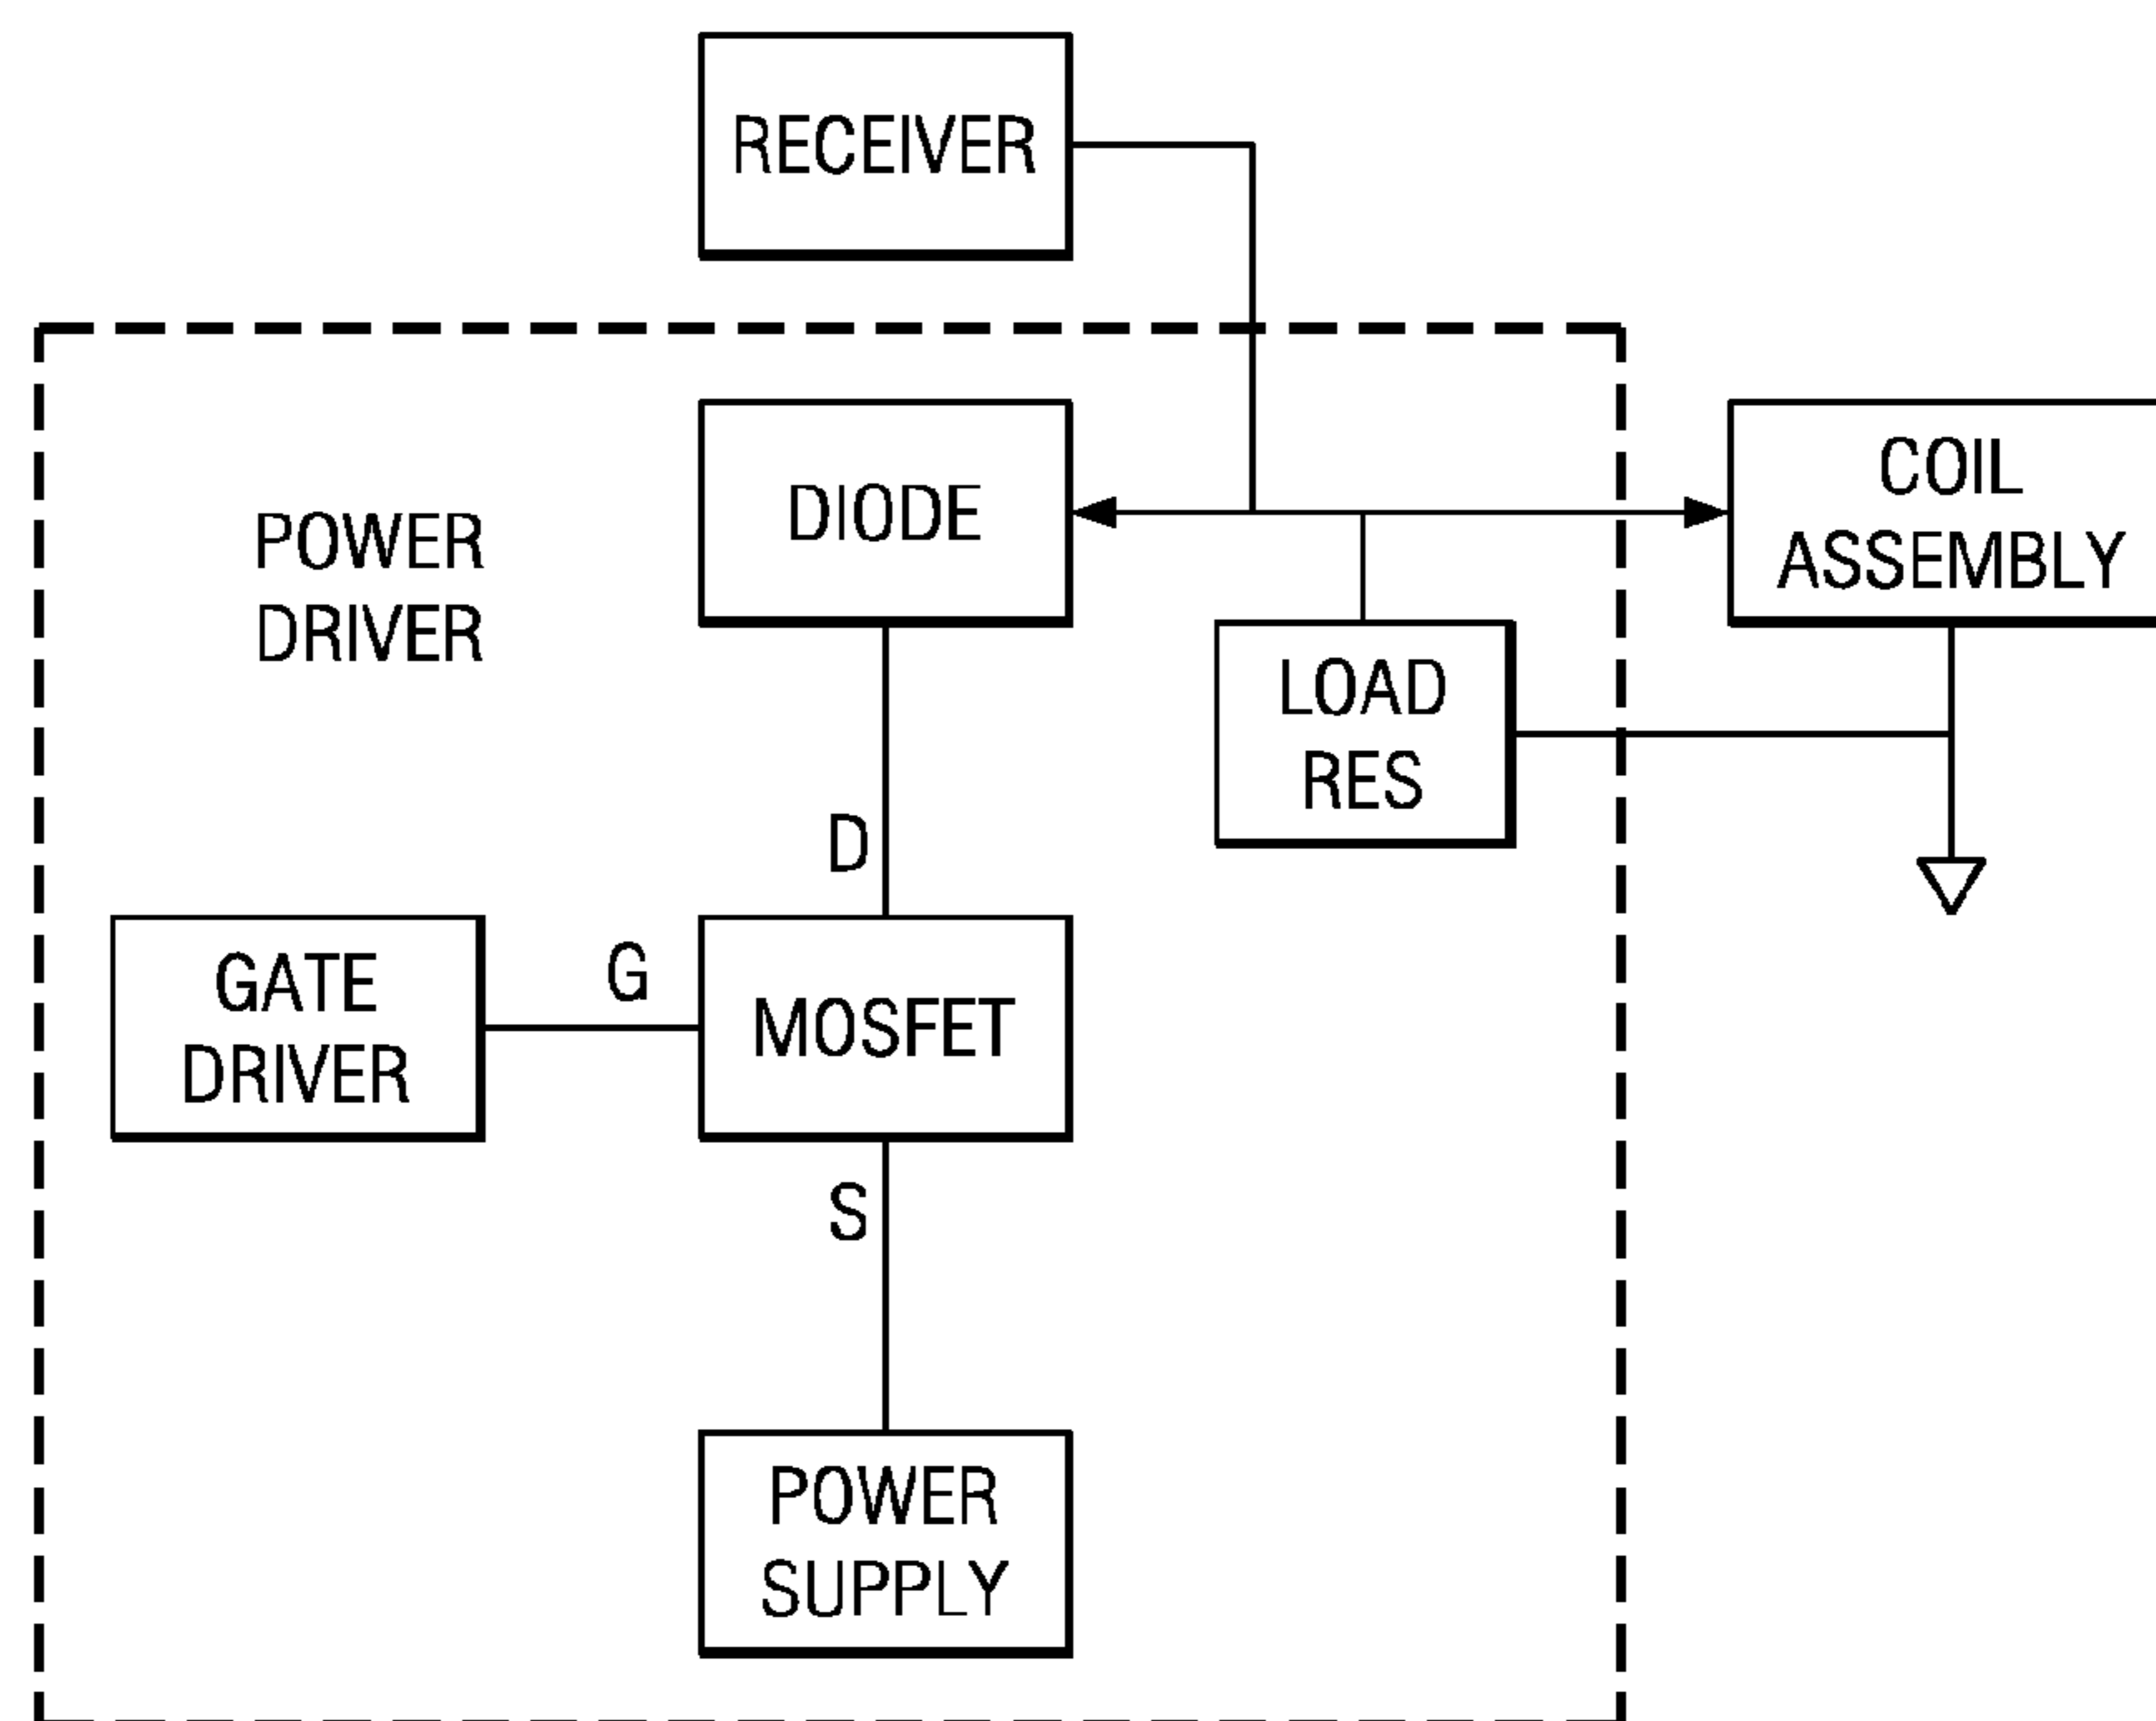 RECEIVER
DIODE
COIL
ASSEMBLY
POWER
DRIVER
LOAD
RES
D
GATE
DRIVER
G
MOSFET
S
POWER
SUPPLY